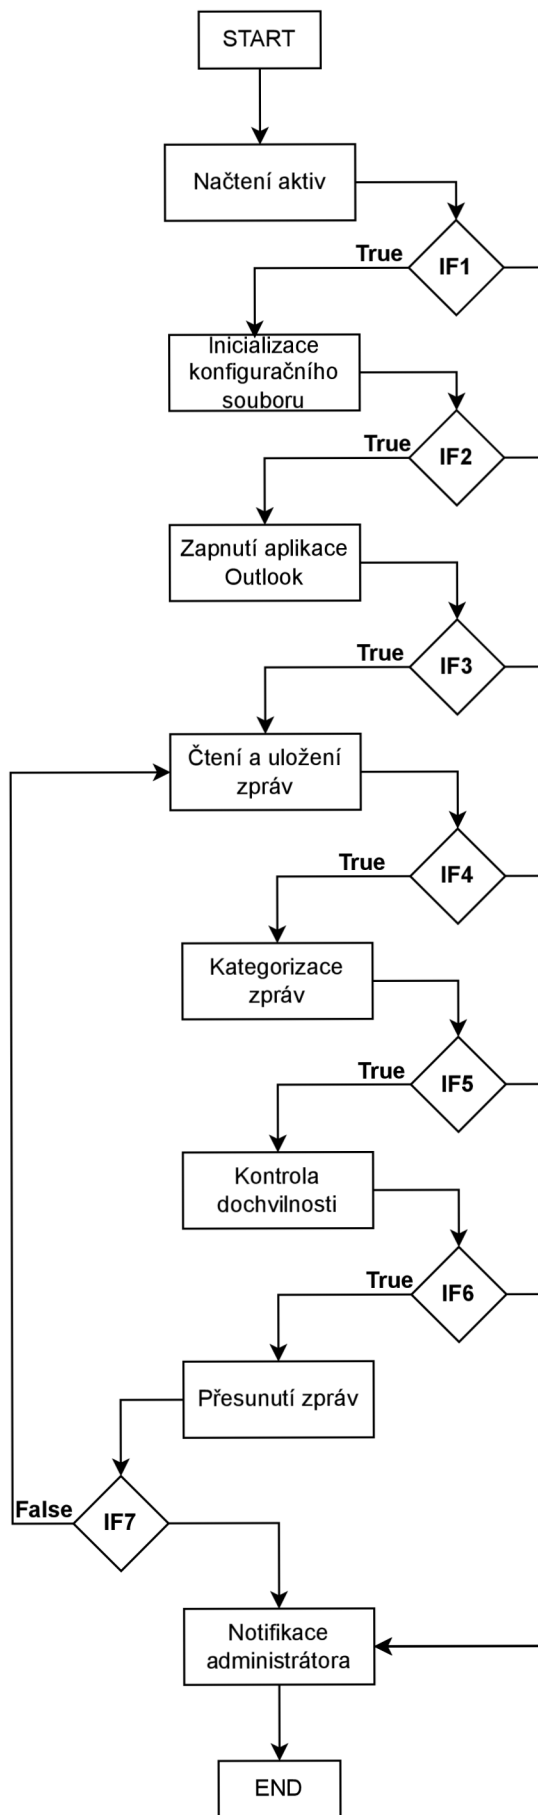 START
Načtení aktiv
True
IF1
Inicializace
konfiguračního
souboru
True
IF2
Zapnutí aplikace
Outlook
True
IF3
Čtení a uložení
zpráv
True
IF4
Kategorizace
zpráv
True
IF5
Kontrola
dochvilnosti
True
IF6
Přesunutí zpráv
False
IF7
Notifikace
administrátora
END